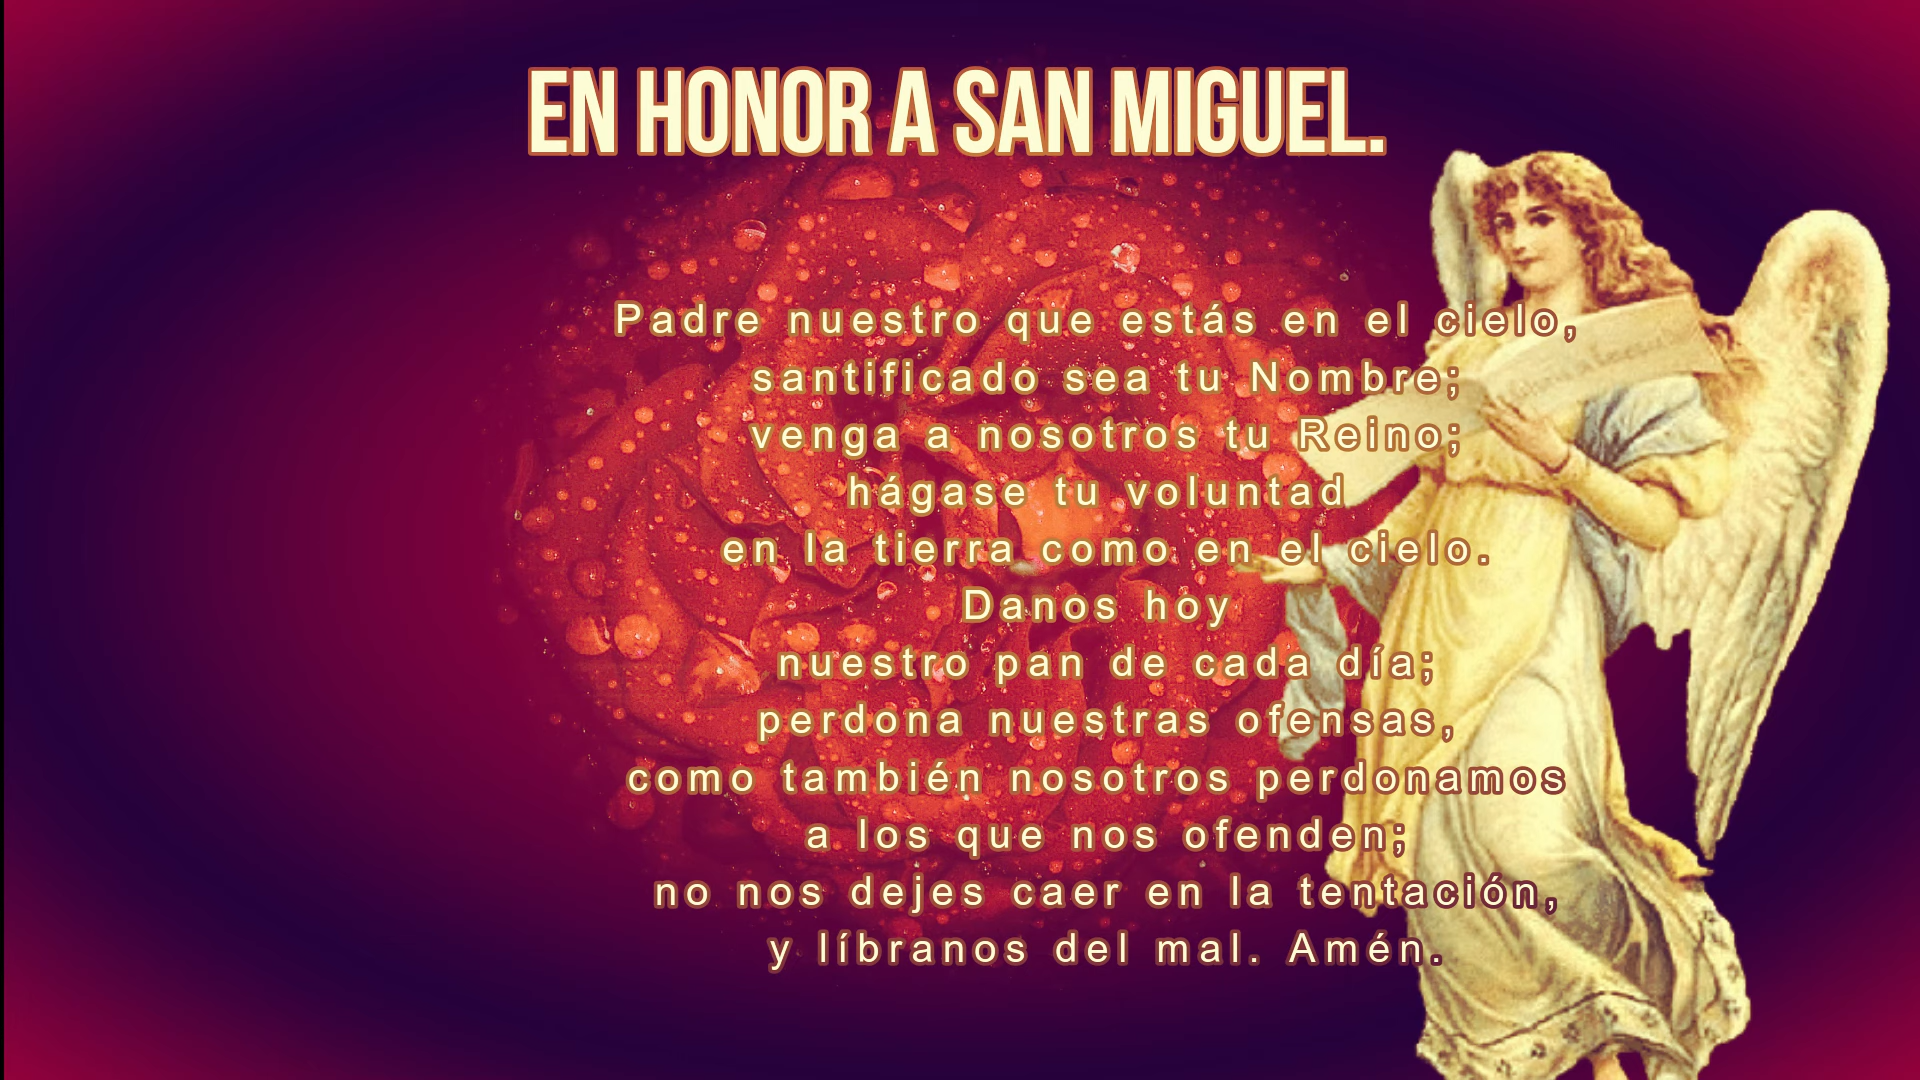 EN HONOR A SAN MIGUEL.
Padre nuestro que estás en el cielo,
santificado sea tu Nombre;
venga a nosotros tu Reino;
hágase tu voluntad
en la tierra como en el cielo.
Danos hoy
nuestro pan de cada día;
perdona nuestras ofensas,
como también nosotros perdonamos
a los que nos ofenden;
no nos dejes caer en la tentación,
y líbranos del mal. Amén.